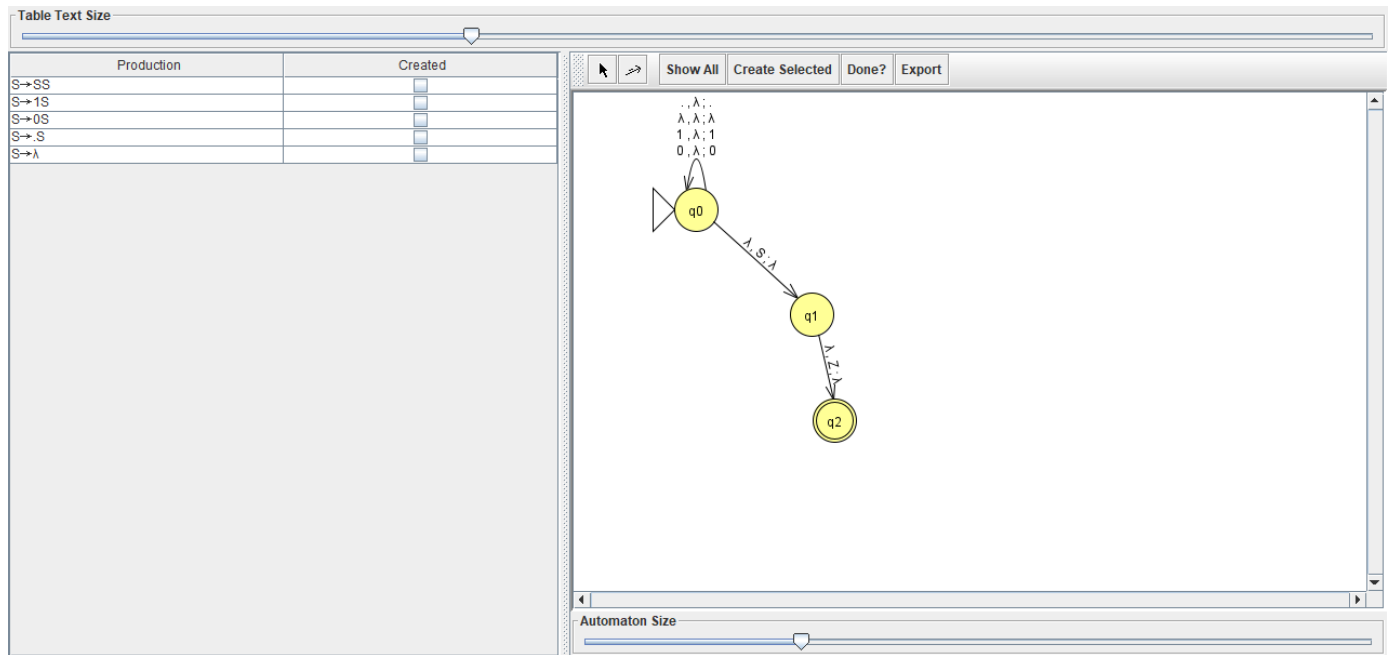 Table Text Size
Production Created
S→SS
S→1S
S→0S
S→.S
S→λ
Show All Create Selected Done? Export
. , λ ; .
λ , λ ; λ
1 , λ ; 1
0 , λ ; 0
q0
λ , S ; λ
q1
λ , Z ; λ
q2
Automaton Size